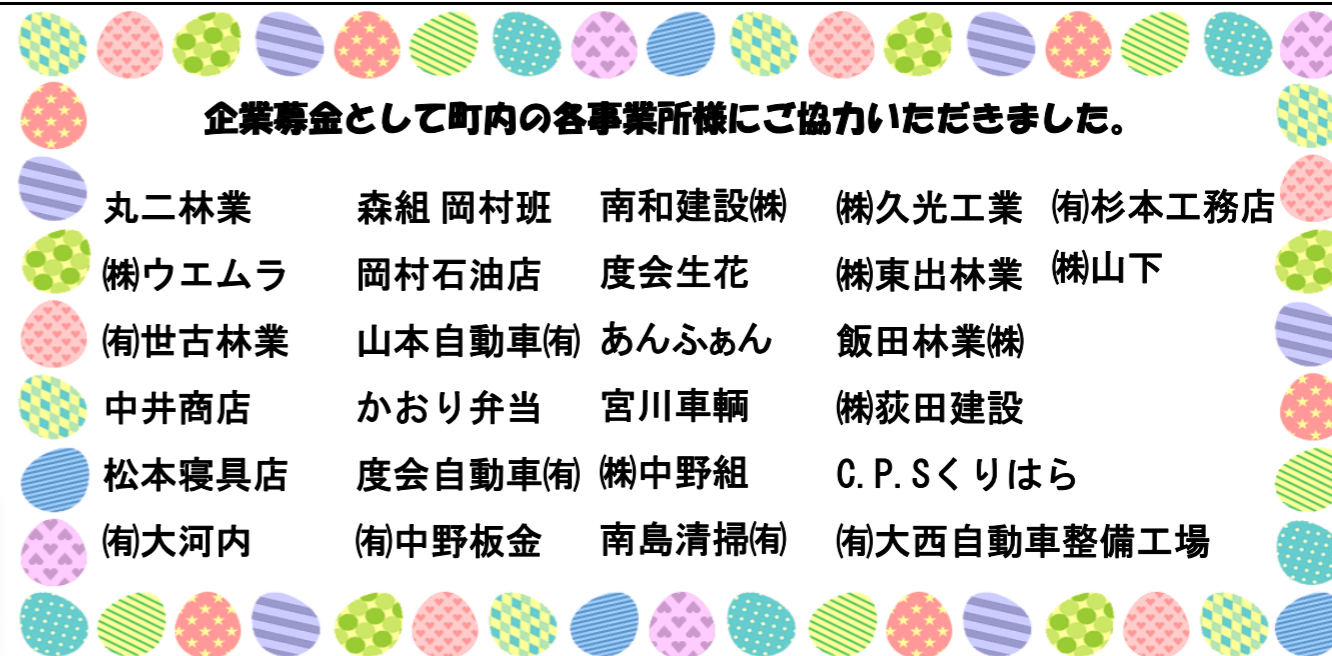 企業募金として町内の各事業所様にご協力いただきました。
丸二林業 森組 岡村班 南和建設㈱ ㈱久光工業 ㈲杉本工務店
㈱ウエムラ 岡村石油店 度会生花 ㈱東出林業 ㈱山下
㈲世古林業 山本自動車㈲ あんふぁん 飯田林業㈱
中井商店 かおり弁当 宮川車輌 ㈱荻田建設
松本寝具店 度会自動車㈲ ㈱中野組 C.P.Sくりはら
㈲大河内 ㈲中野板金 南島清掃㈲ ㈲大西自動車整備工場